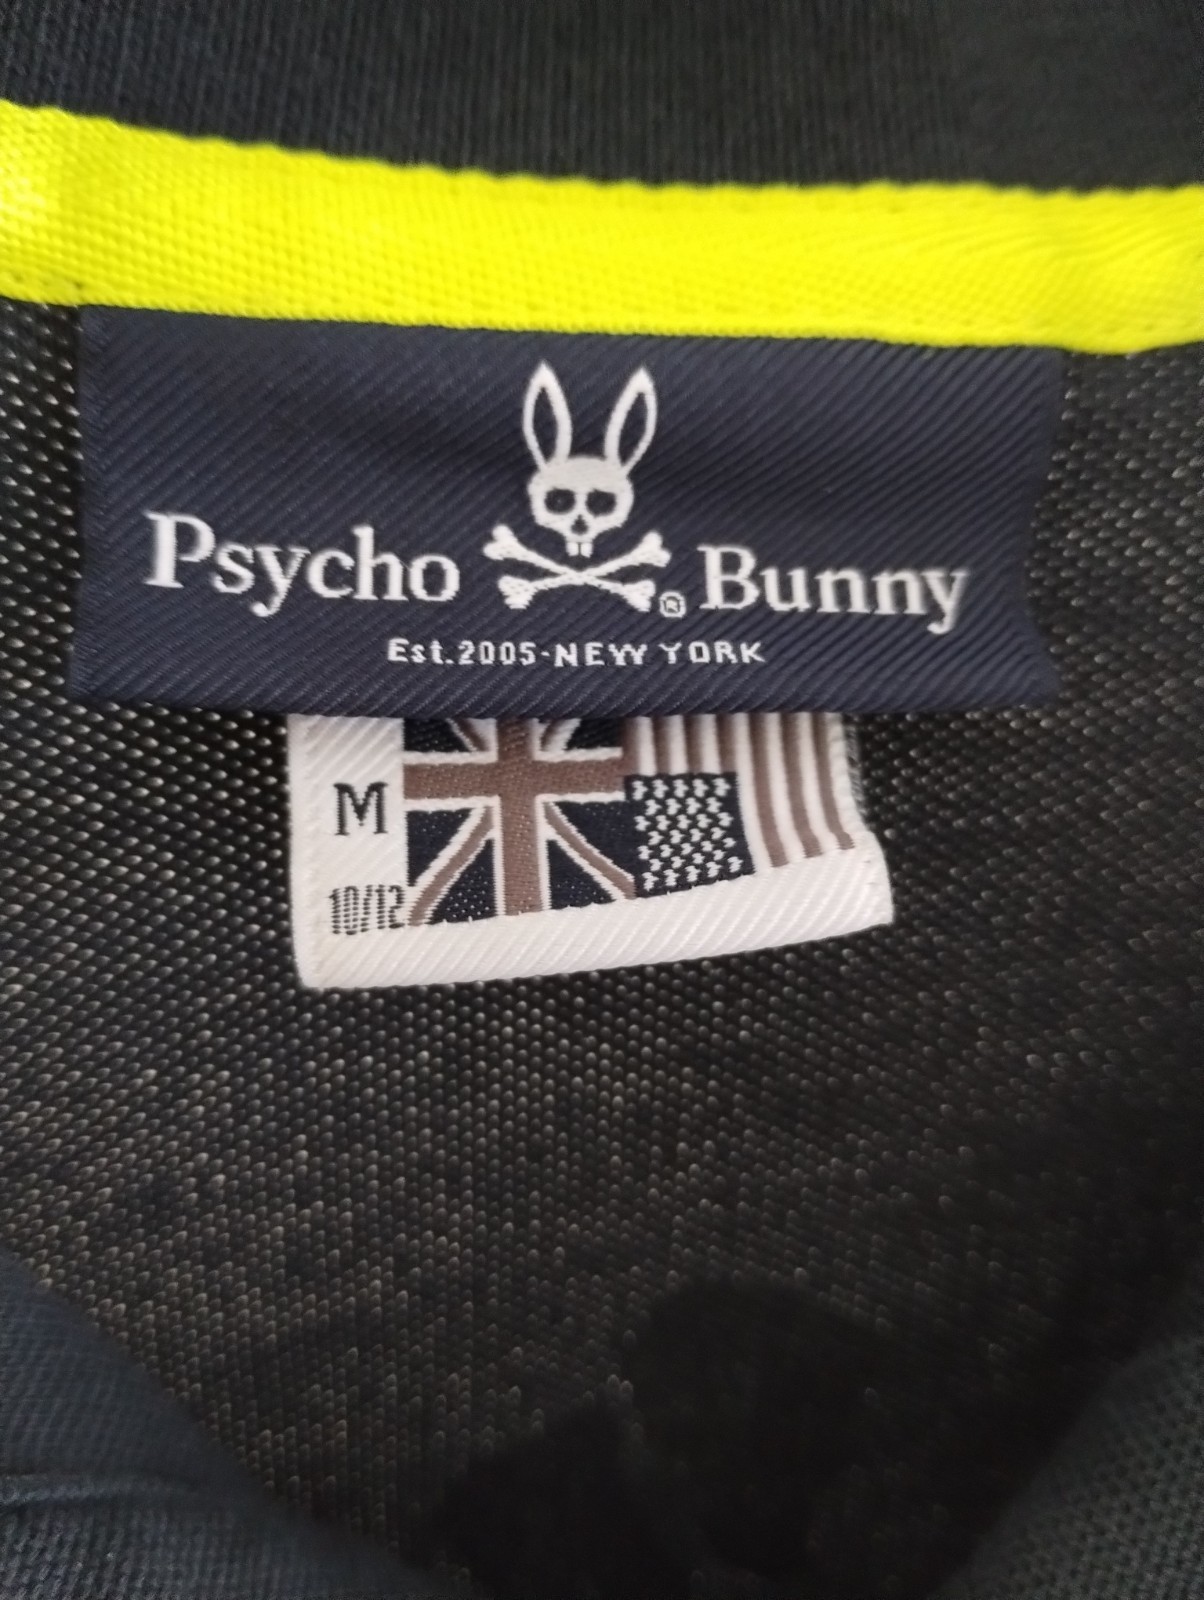 Psycho Bunny
®
Est.2005-NEW YORK
M
10/12